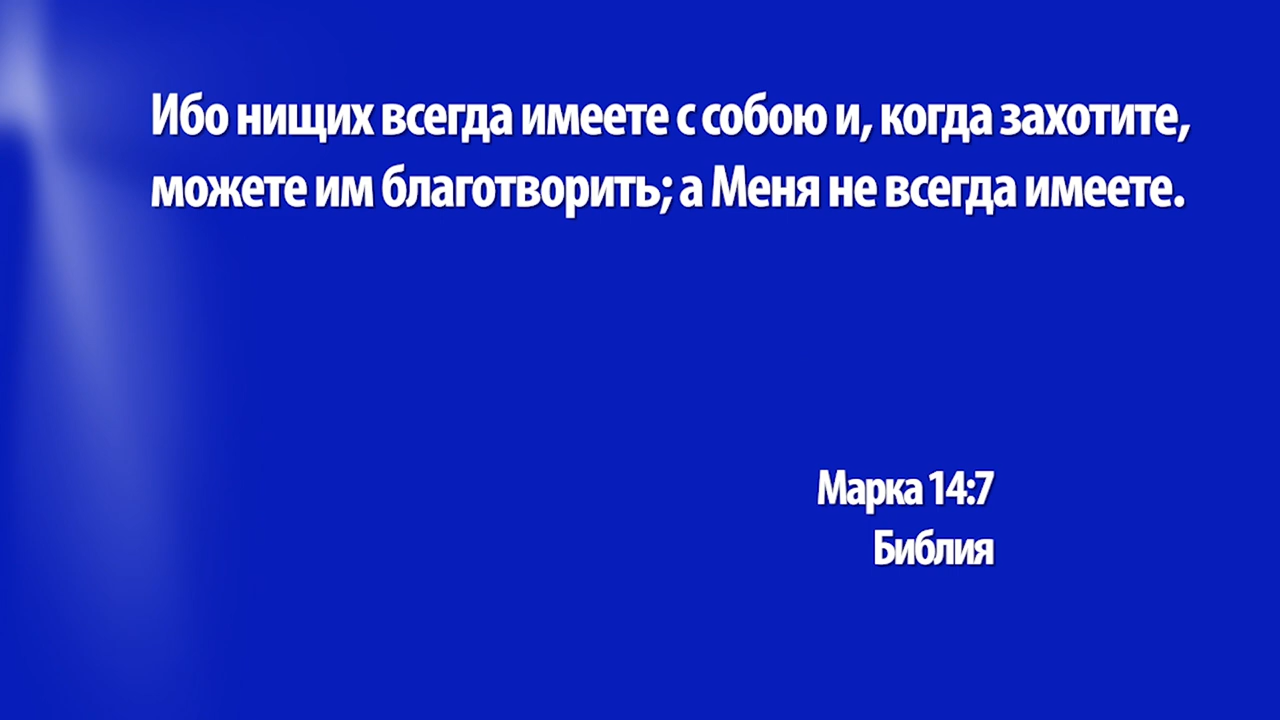 Ибо нищих всегда имеете с собою и, когда захотите,
можете им благотворить; а Меня не всегда имеете.
Марка 14:7
Библия